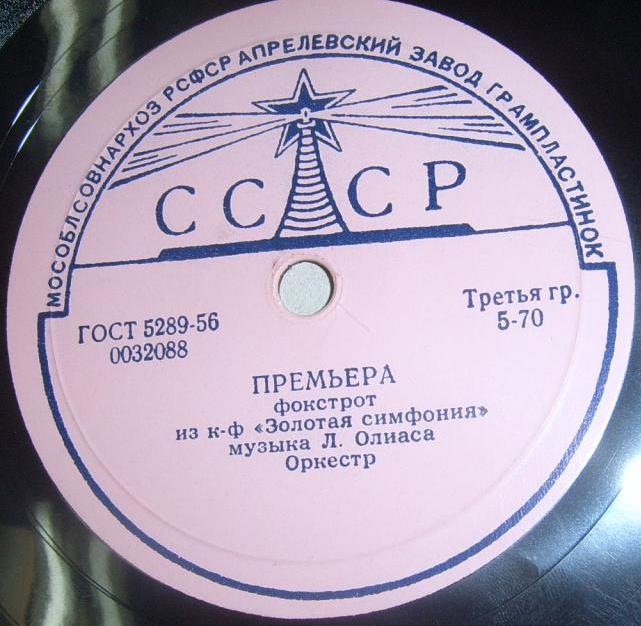 МОСОБЛСОВНАРХОЗ РСФСР АПРЕЛЕВСКИЙ ЗАВОД ГРАМПЛАСТИНОК
СССР
ГОСТ 5289-56
0032088
Третья гр.
5-70
ПРЕМЬЕРА
фокстрот
из к-ф «Золотая симфония»
музыка Л. Олиаса
Оркестр